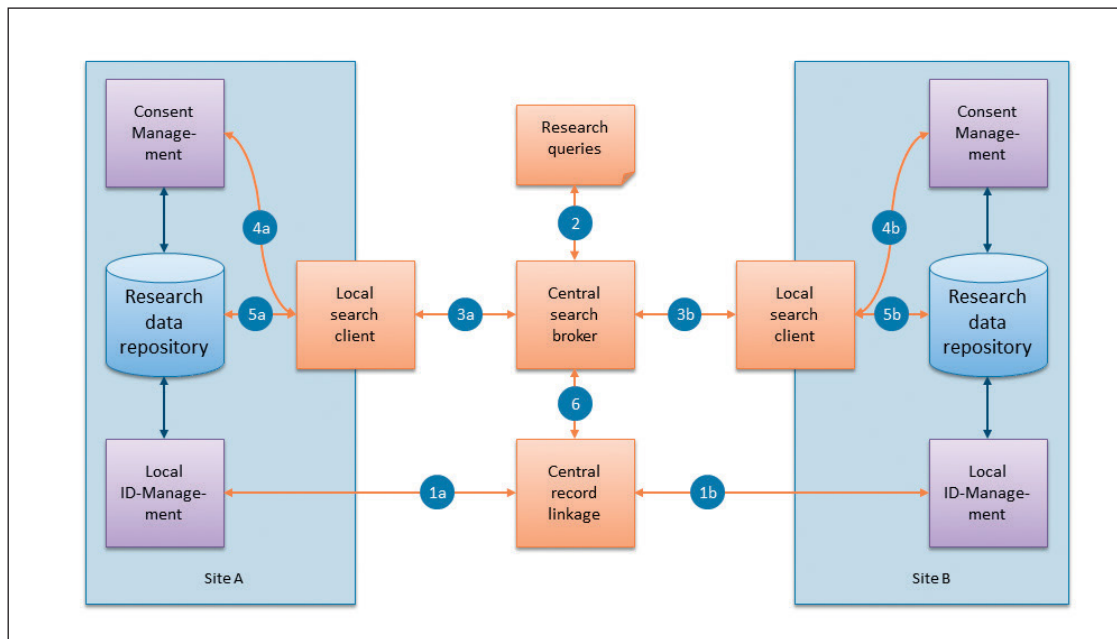 Consent
Manage-
ment
Research
queries
Consent
Manage-
ment
4a
2
4b
Research
data
repository
5a
Local
search
client
3a
Central
search
broker
3b
Local
search
client
5b
Research
data
repository
6
Local
ID-Manage-
ment
1a
Central
record
linkage
1b
Local
ID-Manage-
ment
Site A
Site B